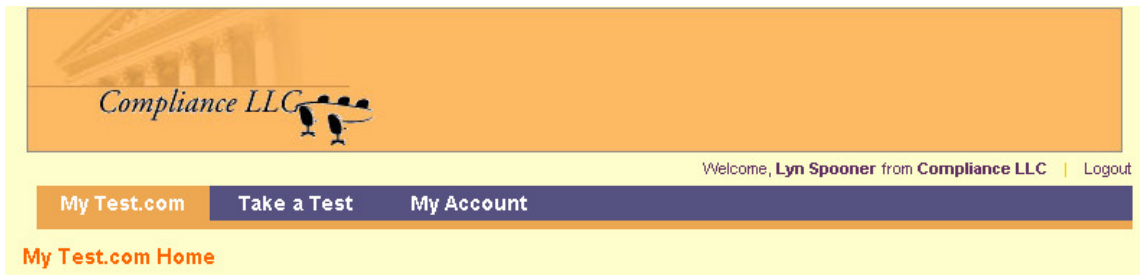 Compliance LLC
Welcome, Lyn Spooner from Compliance LLC | Logout
My Test.com Take a Test My Account
My Test.com Home